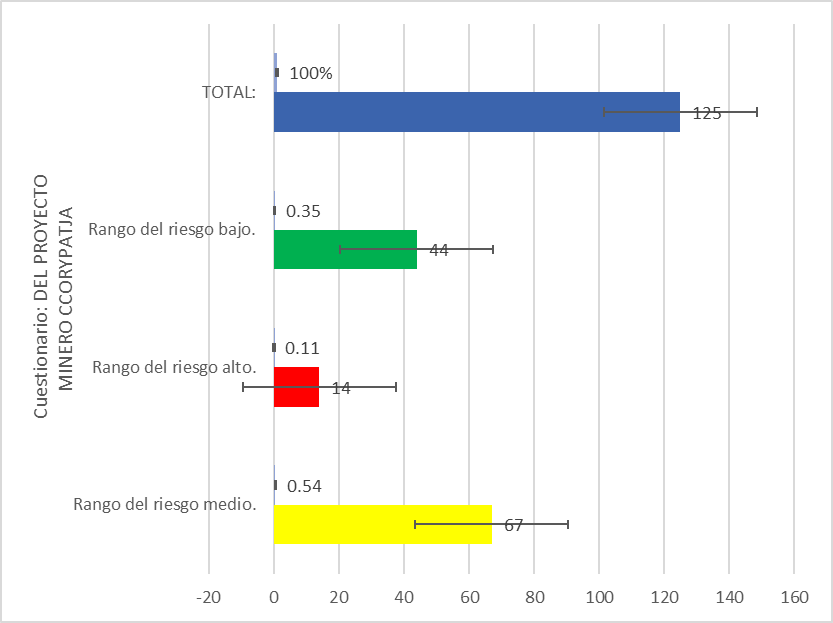 Cuestionario: DEL PROYECTO
MINERO CCORYPATJA
TOTAL:
100%
125
Rango del riesgo bajo.
0.35
44
Rango del riesgo alto.
0.11
14
Rango del riesgo medio.
0.54
67
-20 0 20 40 60 80 100 120 140 160